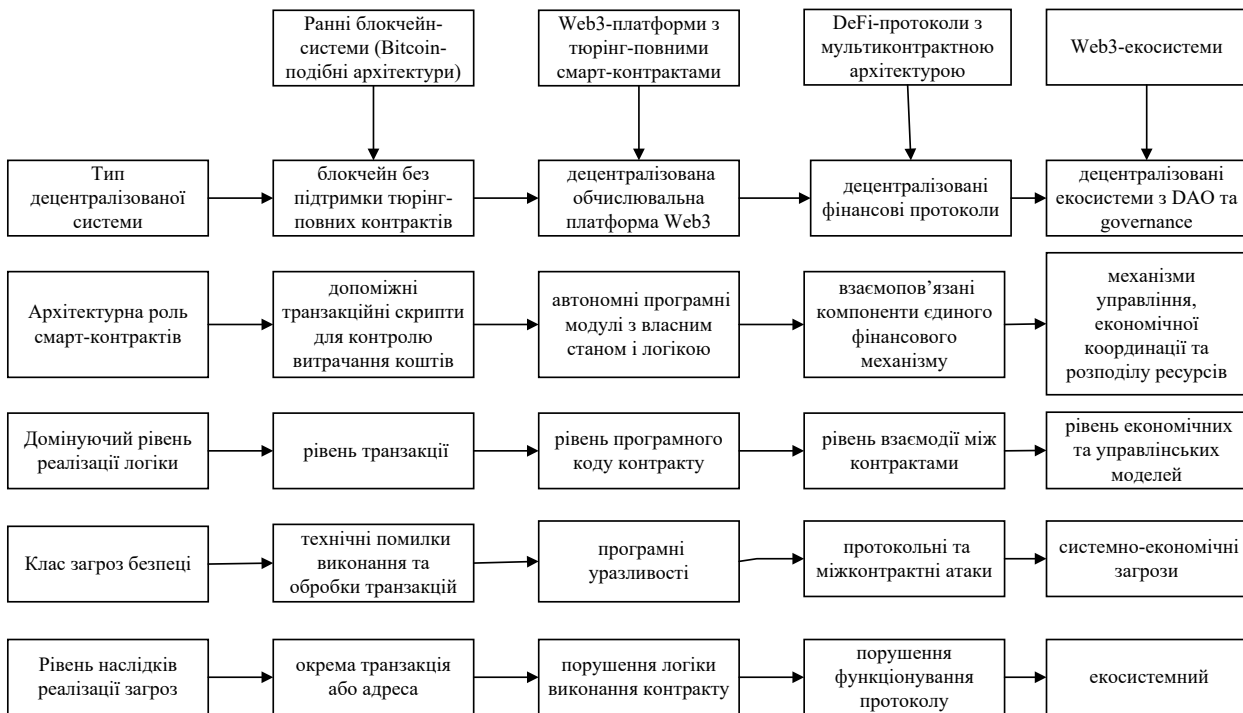 Ранні блокчейн-
системи (Bitcoin-
подібні архітектури)
Web3-платформи з
тюрінг-повними
смарт-контрактами
DeFi-протоколи з
мультиконтрактною
архітектурою
Web3-екосистеми
Тип
децентралізованої
системи
блокчейн без
підтримки тюрінг-
повних контрактів
децентралізована
обчислювальна
платформа Web3
децентралізовані
фінансові протоколи
децентралізовані
екосистеми з DAO та
governance
Архітектурна роль
смарт-контрактів
допоміжні
транзакційні скрипти
для контролю
витрачання коштів
автономні програмні
модулі з власним
станом і логікою
взаємопов’язані
компоненти єдиного
фінансового
механізму
механізми
управління,
економічної
координації та
розподілу ресурсів
Домінуючий рівень
реалізації логіки
рівень транзакції
рівень програмного
коду контракту
рівень взаємодії між
контрактами
рівень економічних
та управлінських
моделей
Клас загроз безпеці
технічні помилки
виконання та
обробки транзакцій
програмні
уразливості
протокольні та
міжконтрактні атаки
системно-економічні
загрози
Рівень наслідків
реалізації загроз
окрема транзакція
або адреса
порушення логіки
виконання контракту
порушення
функціонування
протоколу
екосистемний